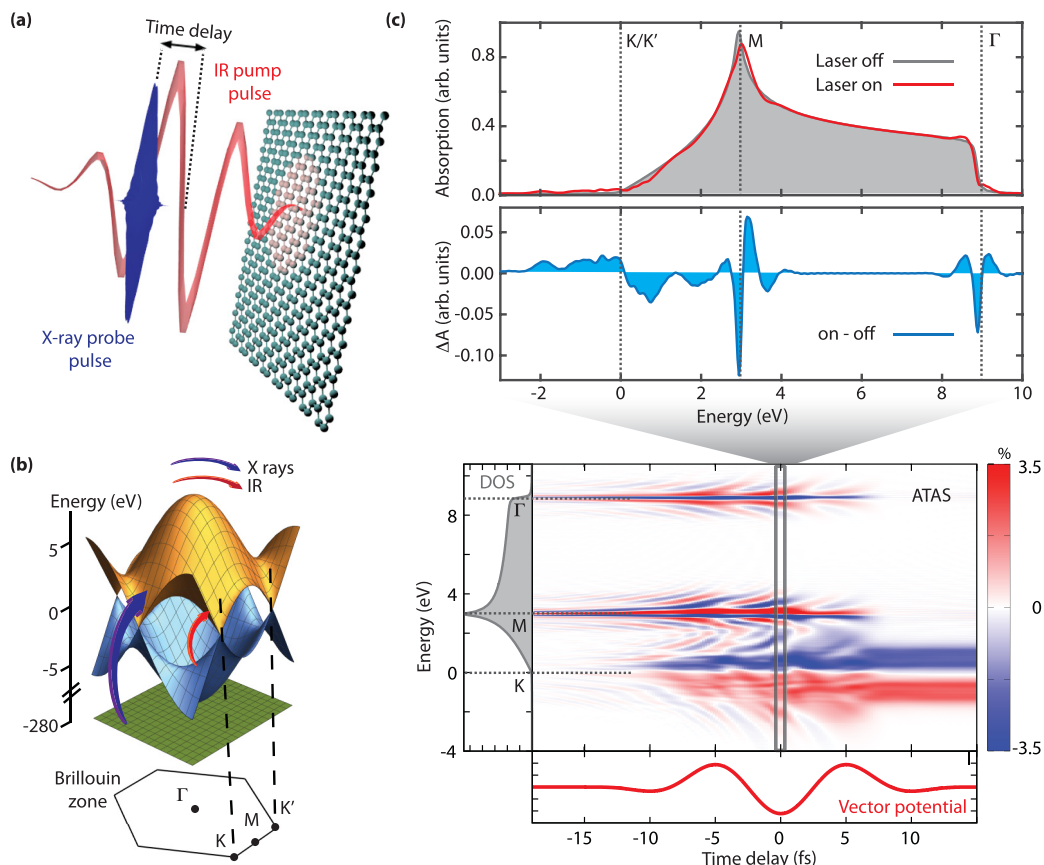 (a)
Time delay
IR pump
pulse
X-ray probe
pulse
(b)
X rays
IR
Energy (eV)
5
0
-5
-280
Brillouin
zone
Γ
M
K'
K
(c)
Absorption (arb. units)
0.8
0.4
0.0
K/K'
M
Γ
Laser off
Laser on
ΔA (arb. units)
0.05
0.00
-0.05
-0.10
on - off
-2 0 2 4 6 8 10
Energy (eV)
DOS
ATAS
Γ
M
K
Energy (eV)
8
4
0
-4
%
3.5
0
-3.5
Vector potential
-15 -10 -5 0 5 10
Time delay (fs)